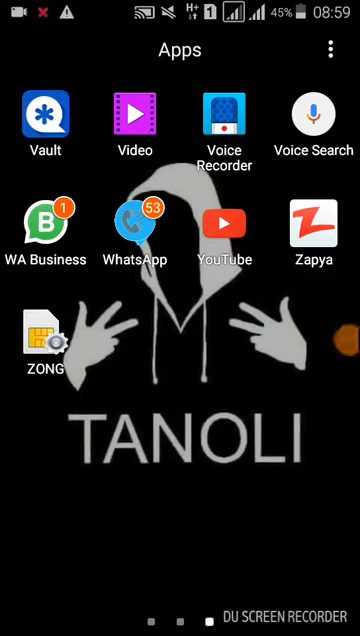 H+ 1 45% 08:59
Apps
Vault Video Voice Recorder Voice Search
1 53
WA Business WhatsApp YouTube Zapya
ZONG
TANOLI
DU SCREEN RECORDER